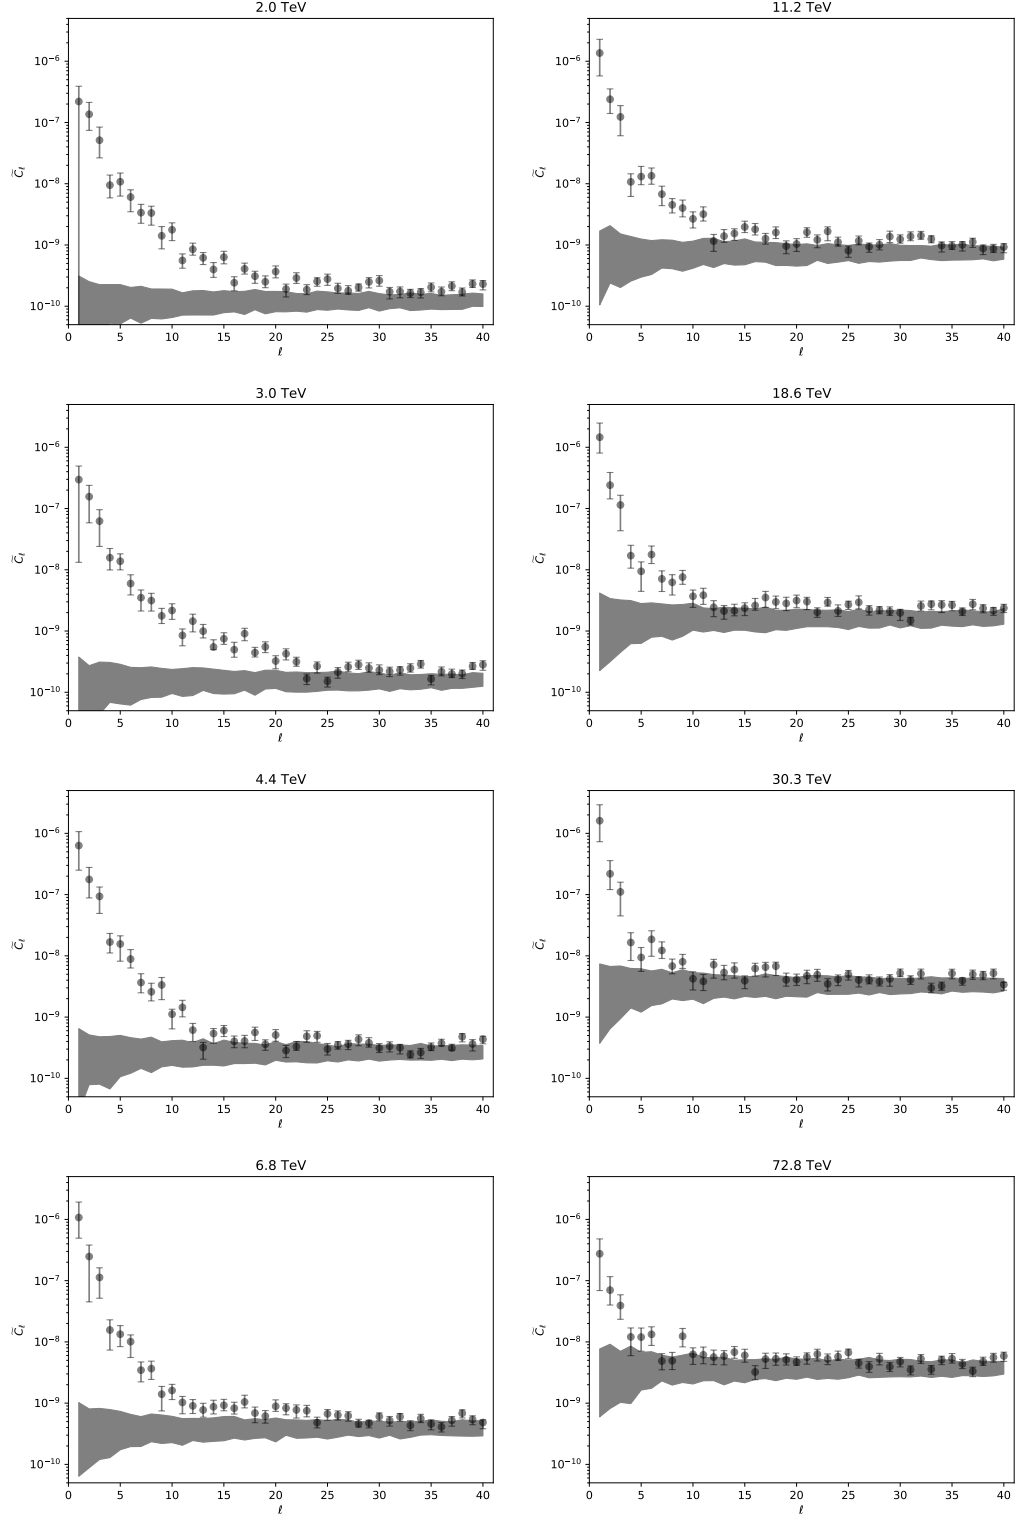 2.0 TeV
10⁻⁶
10⁻⁷
10⁻⁸
10⁻⁹
10⁻¹⁰
C̃ℓ
0 5 10 15 20 25 30 35 40
ℓ
11.2 TeV
10⁻⁶
10⁻⁷
10⁻⁸
10⁻⁹
10⁻¹⁰
C̃ℓ
0 5 10 15 20 25 30 35 40
ℓ
3.0 TeV
10⁻⁶
10⁻⁷
10⁻⁸
10⁻⁹
10⁻¹⁰
C̃ℓ
0 5 10 15 20 25 30 35 40
ℓ
18.6 TeV
10⁻⁶
10⁻⁷
10⁻⁸
10⁻⁹
10⁻¹⁰
C̃ℓ
0 5 10 15 20 25 30 35 40
ℓ
4.4 TeV
10⁻⁶
10⁻⁷
10⁻⁸
10⁻⁹
10⁻¹⁰
C̃ℓ
0 5 10 15 20 25 30 35 40
ℓ
30.3 TeV
10⁻⁶
10⁻⁷
10⁻⁸
10⁻⁹
10⁻¹⁰
C̃ℓ
0 5 10 15 20 25 30 35 40
ℓ
6.8 TeV
10⁻⁶
10⁻⁷
10⁻⁸
10⁻⁹
10⁻¹⁰
C̃ℓ
0 5 10 15 20 25 30 35 40
ℓ
72.8 TeV
10⁻⁶
10⁻⁷
10⁻⁸
10⁻⁹
10⁻¹⁰
C̃ℓ
0 5 10 15 20 25 30 35 40
ℓ